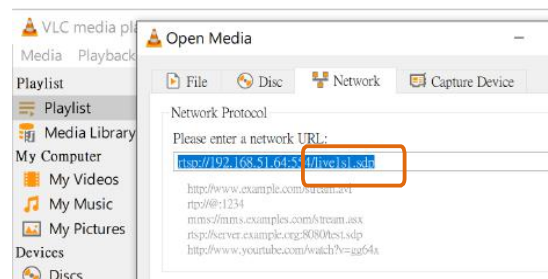 VLC media pla
Media Playback
Playlist
Playlist
Media Library
My Computer
My Videos
My Music
My Pictures
Devices
Discs
Open Media
File Disc Network Capture Device
Network Protocol
Please enter a network URL:
rtsp://192.168.51.64:554/live1s1.sdp
http://www.example.com/stream.avi
rtp://@:1234
mms://mms.examples.com/stream.asx
rtsp://server.example.org:8080/test.sdp
http://www.yourtube.com/watch?v=gg64x